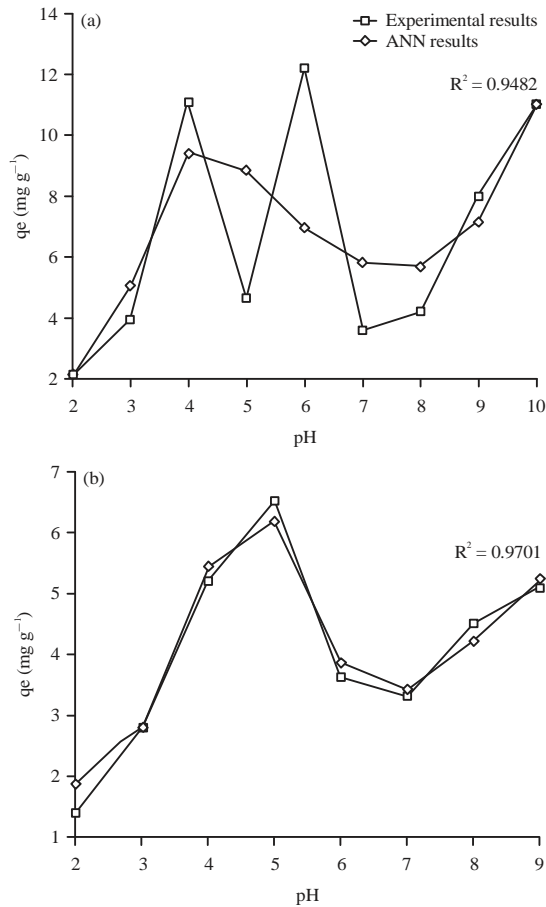 (a)
Experimental results
ANN results
R² = 0.9482
14
12
10
8
6
4
2
qe (mg g⁻¹)
2 3 4 5 6 7 8 9 10
pH
(b)
R² = 0.9701
7
6
5
4
3
2
1
qe (mg g⁻¹)
2 3 4 5 6 7 8 9
pH